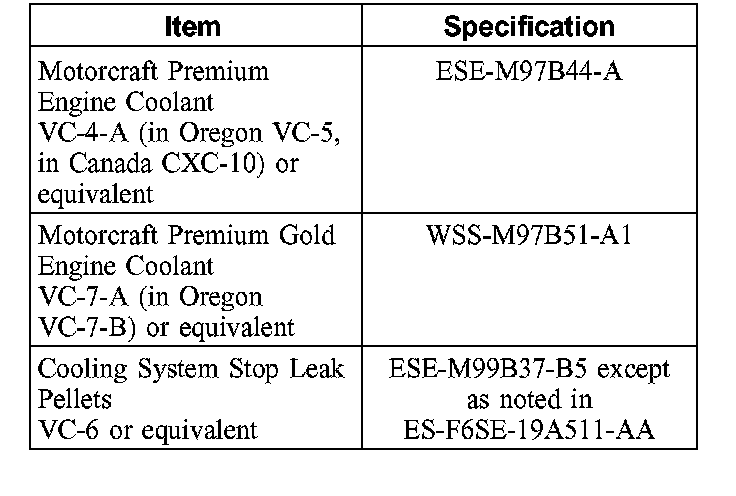 Item Specification
Motorcraft Premium ESE-M97B44-A
Engine Coolant
VC-4-A (in Oregon VC-5,
in Canada CXC-10) or
equivalent
Motorcraft Premium Gold WSS-M97B51-A1
Engine Coolant
VC-7-A (in Oregon
VC-7-B) or equivalent
Cooling System Stop Leak ESE-M99B37-B5 except
Pellets as noted in
VC-6 or equivalent ES-F6SE-19A511-AA